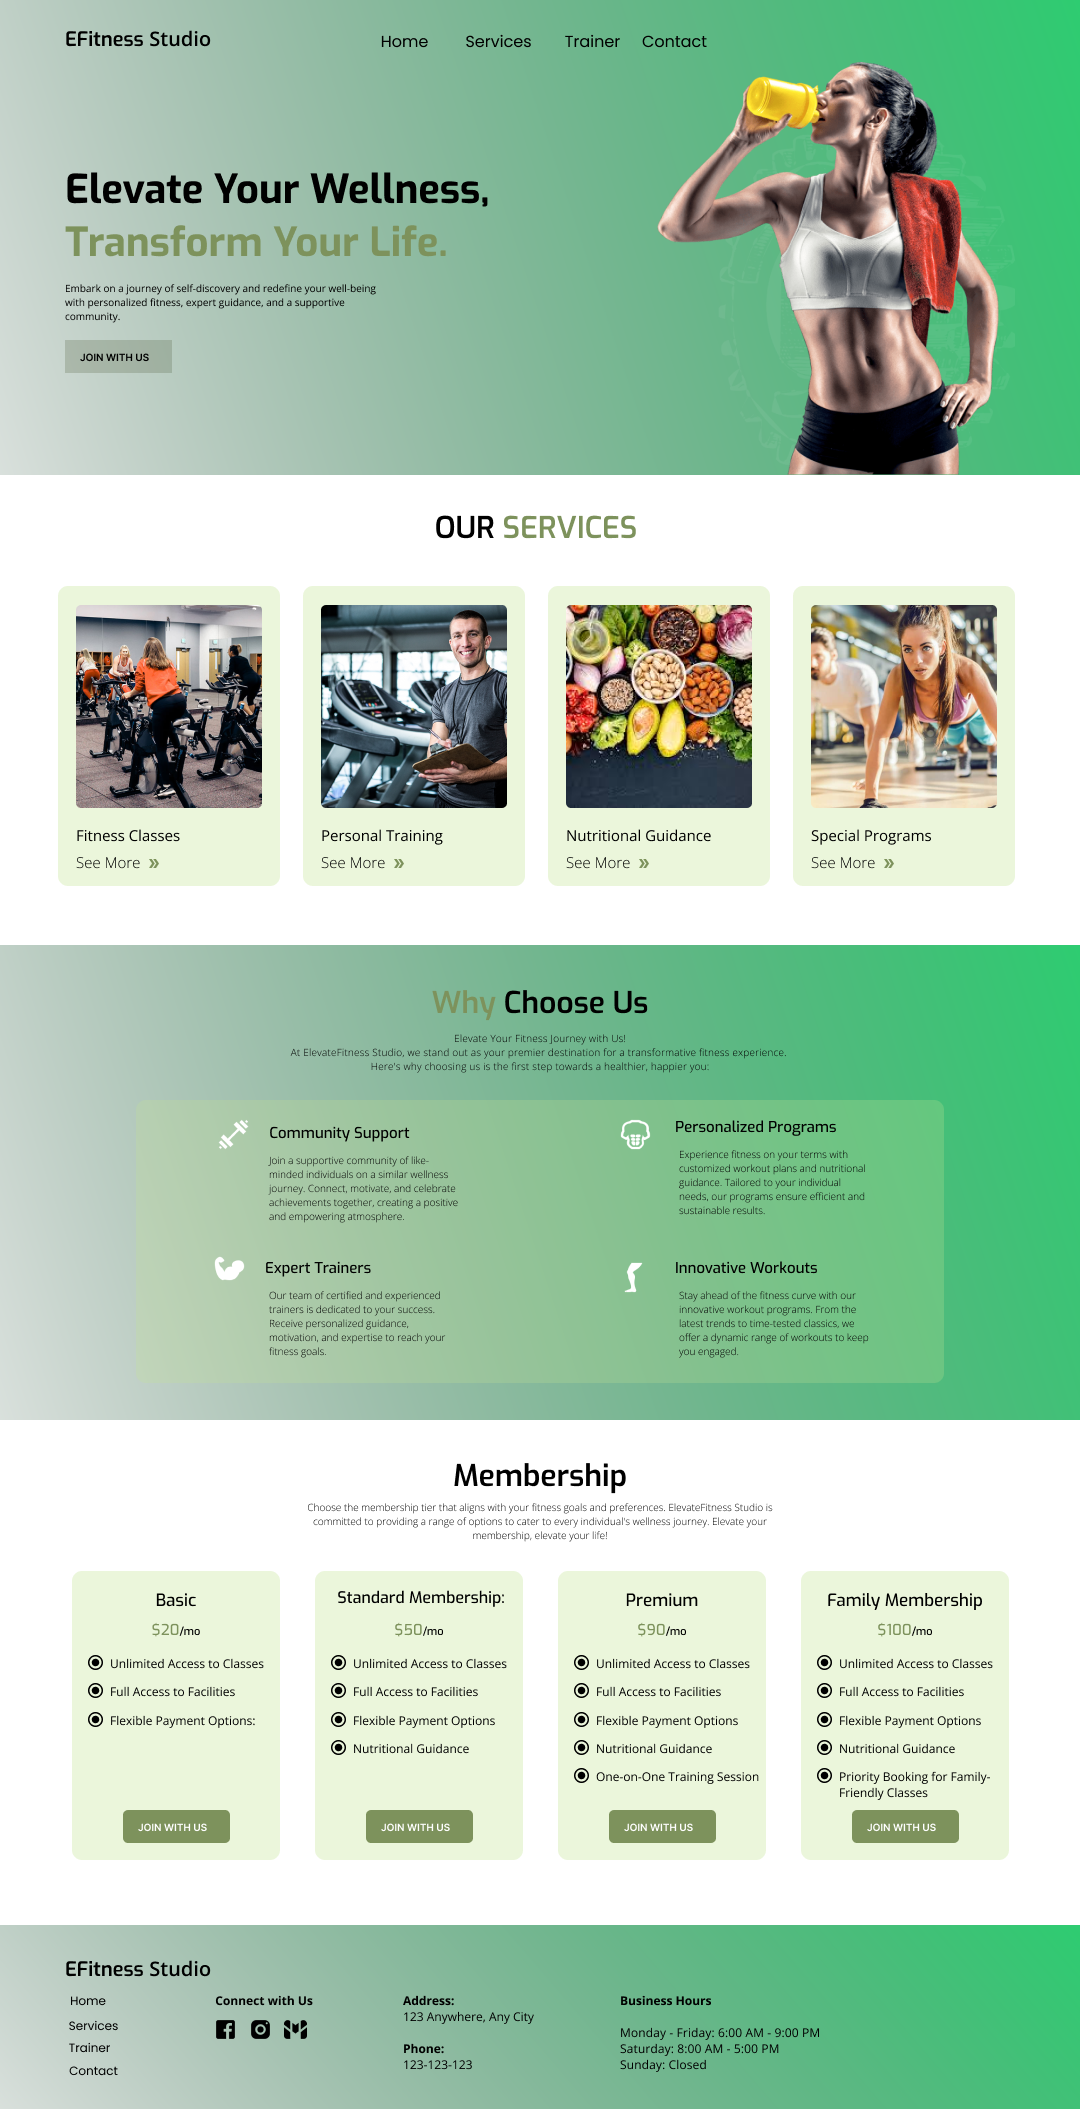 EFitness Studio
Home Services Trainer Contact
Elevate Your Wellness,
Transform Your Life.
Embark on a journey of self-discovery and redefine your well-being
with personalized fitness, expert guidance, and a supportive
community.
JOIN WITH US
OUR SERVICES
Fitness Classes
See More »
Personal Training
See More »
Nutritional Guidance
See More »
Special Programs
See More »
Why Choose Us
Elevate Your Fitness Journey with Us!
At ElevateFitness Studio, we stand out as your premier destination for a transformative fitness experience.
Here's why choosing us is the first step towards a healthier, happier you:
Community Support
Join a supportive community of like-
minded individuals on a similar wellness
journey. Connect, motivate, and celebrate
achievements together, creating a positive
and empowering atmosphere.
Personalized Programs
Experience fitness on your terms with
customized workout plans and nutritional
guidance. Tailored to your individual
needs, our programs ensure efficient and
sustainable results.
Expert Trainers
Our team of certified and experienced
trainers is dedicated to your success.
Receive personalized guidance,
motivation, and expertise to reach your
fitness goals.
Innovative Workouts
Stay ahead of the fitness curve with our
innovative workout programs. From the
latest trends to time-tested classics, we
offer a dynamic range of workouts to keep
you engaged.
Membership
Choose the membership tier that aligns with your fitness goals and preferences. ElevateFitness Studio is
committed to providing a range of options to cater to every individual's wellness journey. Elevate your
membership, elevate your life!
Basic
$20/mo
Unlimited Access to Classes
Full Access to Facilities
Flexible Payment Options:
JOIN WITH US
Standard Membership:
$50/mo
Unlimited Access to Classes
Full Access to Facilities
Flexible Payment Options
Nutritional Guidance
JOIN WITH US
Premium
$90/mo
Unlimited Access to Classes
Full Access to Facilities
Flexible Payment Options
Nutritional Guidance
One-on-One Training Session
JOIN WITH US
Family Membership
$100/mo
Unlimited Access to Classes
Full Access to Facilities
Flexible Payment Options
Nutritional Guidance
Priority Booking for Family-
Friendly Classes
JOIN WITH US
EFitness Studio
Home
Services
Trainer
Contact
Connect with Us
Address:
123 Anywhere, Any City
Phone:
123-123-123
Business Hours
Monday - Friday: 6:00 AM - 9:00 PM
Saturday: 8:00 AM - 5:00 PM
Sunday: Closed